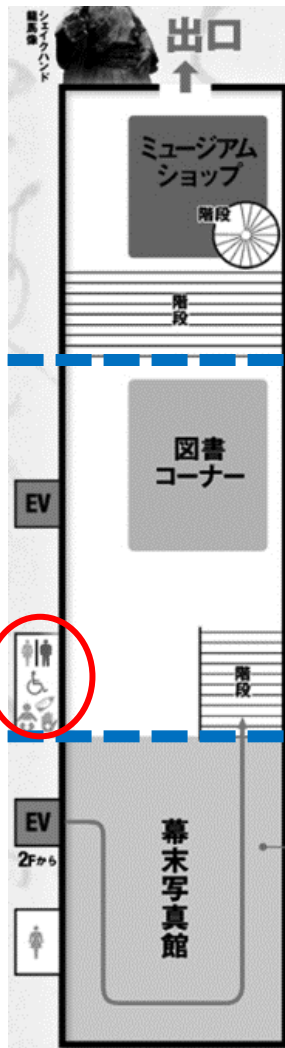 シェイクハンド
龍馬像
出口
ミュージアム
ショップ
階段
階段
図書
コーナー
EV
階段
EV
2Fから
幕末写真館